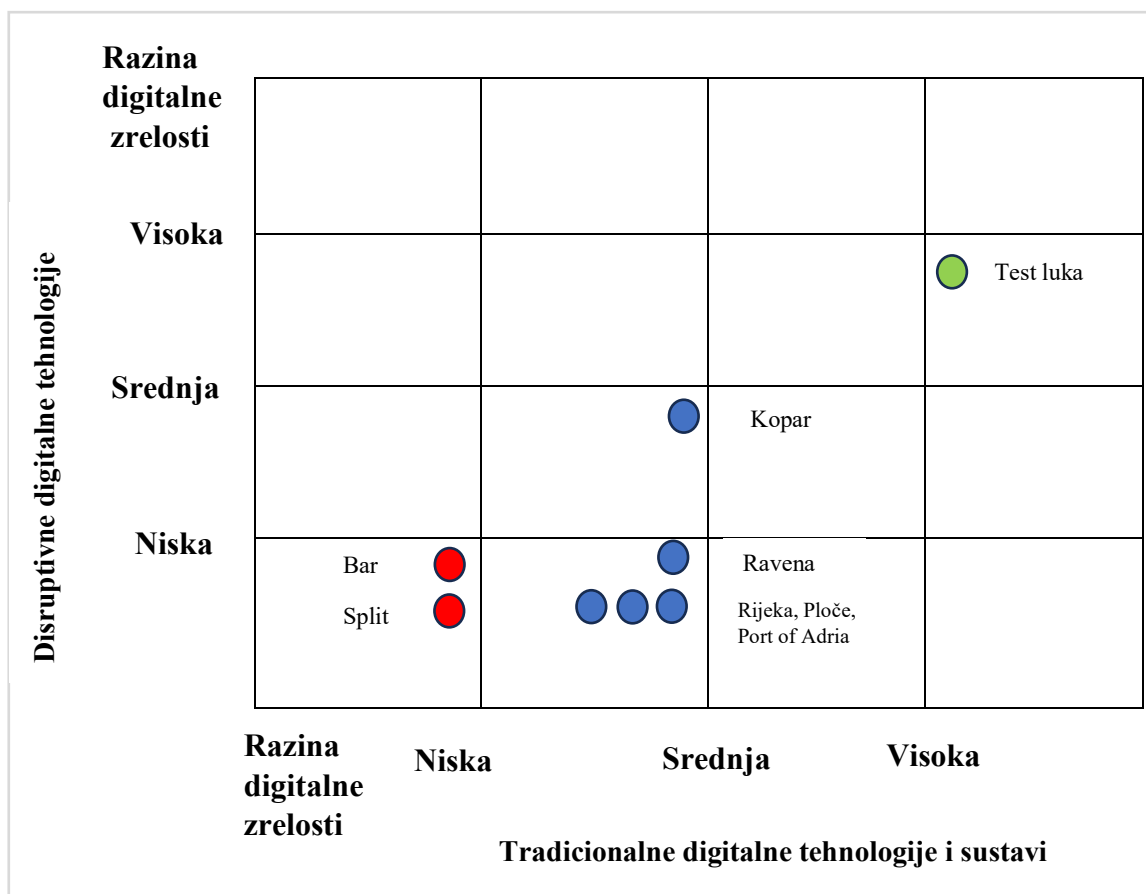 Razina
digitalne
zrelosti
Visoka
Test luka
Srednja
Kopar
Disruptivne digitalne tehnologije
Niska
Bar
Ravena
Split
Rijeka, Ploče,
Port of Adria
Razina
digitalne
zrelosti
Niska
Srednja
Visoka
Tradicionalne digitalne tehnologije i sustavi